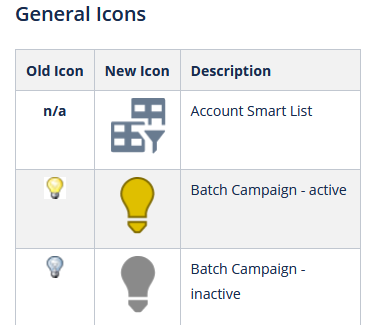 General Icons
Old Icon New Icon Description
n/a Account Smart List
Batch Campaign - active
Batch Campaign -
inactive